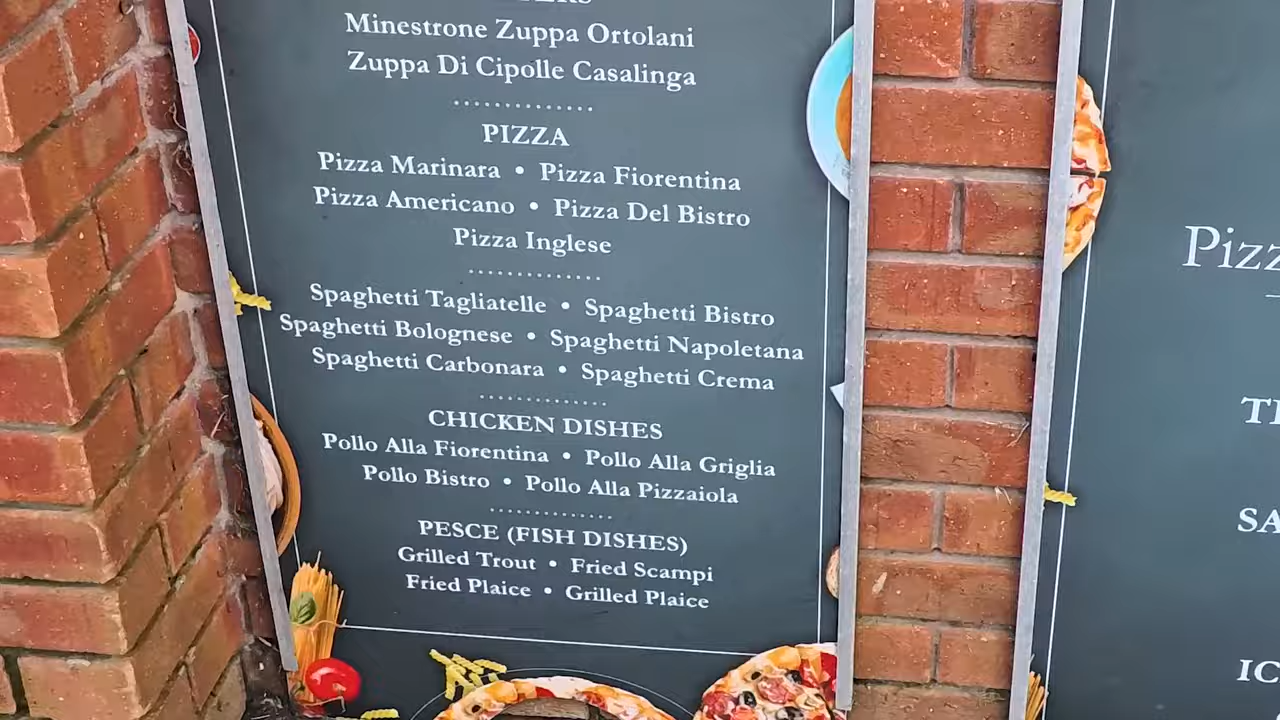 Minestrone Zuppa Ortolani
Zuppa Di Cipolle Casalinga
PIZZA
Pizza Marinara • Pizza Fiorentina
Pizza Americano • Pizza Del Bistro
Pizza Inglese
Spaghetti Tagliatelle • Spaghetti Bistro
Spaghetti Bolognese • Spaghetti Napoletana
Spaghetti Carbonara • Spaghetti Crema
CHICKEN DISHES
Pollo Alla Fiorentina • Pollo Alla Griglia
Pollo Bistro • Pollo Alla Pizzaiola
PESCE (FISH DISHES)
Grilled Trout • Fried Scampi
Fried Plaice • Grilled Plaice